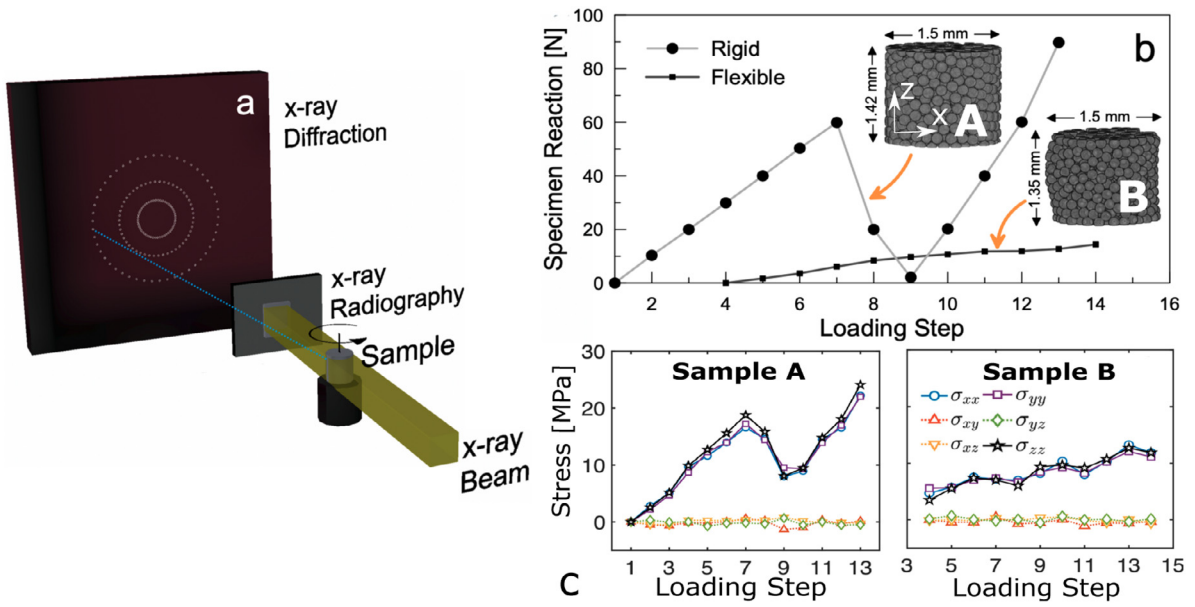 a
x-ray
Diffraction
x-ray
Radiography
Sample
x-ray
Beam
b
Specimen Reaction [N]
100
80
60
40
20
0
Rigid
Flexible
1.5 mm
1.42 mm
Z
X
A
1.5 mm
1.35 mm
B
2 4 6 8 10 12 14 16
Loading Step
C
Stress [MPa]
30
20
10
0
Sample A
1 3 5 7 9 11 13
Loading Step
Sample B
σxx σyy
σxy σyz
σxz σzz
3 5 7 9 11 13 15
Loading Step